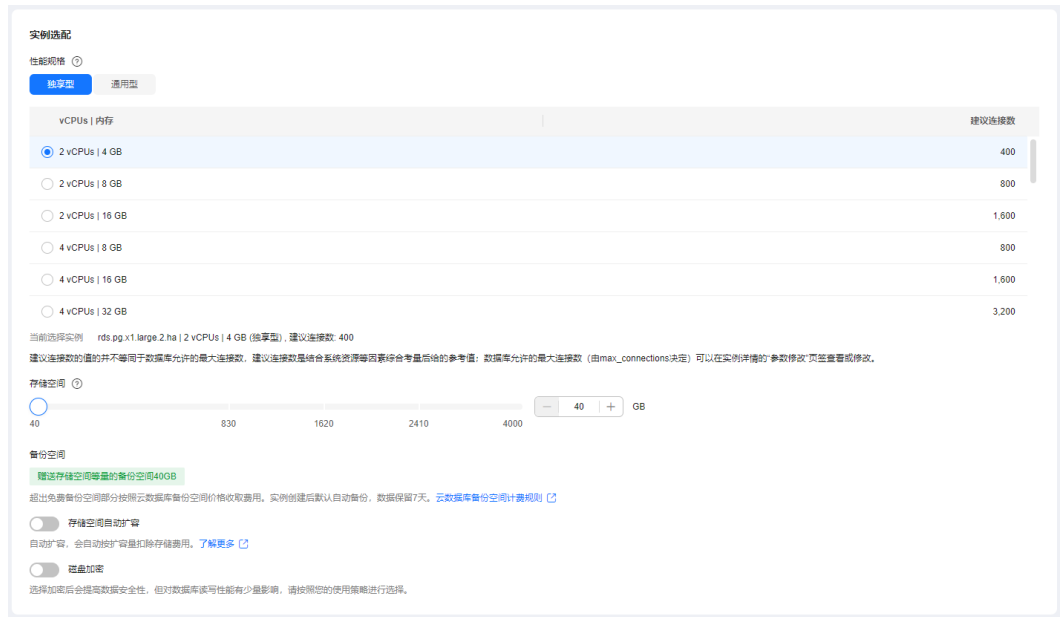 实例选配
性能规格
独享型 通用型
vCPUs | 内存 建议连接数
2 vCPUs | 4 GB 400
2 vCPUs | 8 GB 800
2 vCPUs | 16 GB 1,600
4 vCPUs | 8 GB 800
4 vCPUs | 16 GB 1,600
4 vCPUs | 32 GB 3,200
当前选择实例 rds.pg.x1.large.2.ha | 2 vCPUs | 4 GB (独享型) , 建议连接数: 400
建议连接数的值的并不等同于数据库允许的最大连接数，建议连接数是结合系统资源等因素综合考量后给的参考值；数据库允许的最大连接数（由max_connections决定）可以在实例详情的“参数修改”页签查看或修改。
存储空间
40 GB
40 830 1620 2410 4000
备份空间
赠送存储空间等量的备份空间40GB
超出免费备份空间部分按照云数据库备份空间价格收取费用。实例创建后默认自动备份，数据保留7天。云数据库备份空间计费规则
存储空间自动扩容
自动扩容，会自动按扩容量扣除存储费用。了解更多
磁盘加密
选择加密后会提高数据安全性，但对数据库读写性能有少量影响，请按照您的使用策略进行选择。